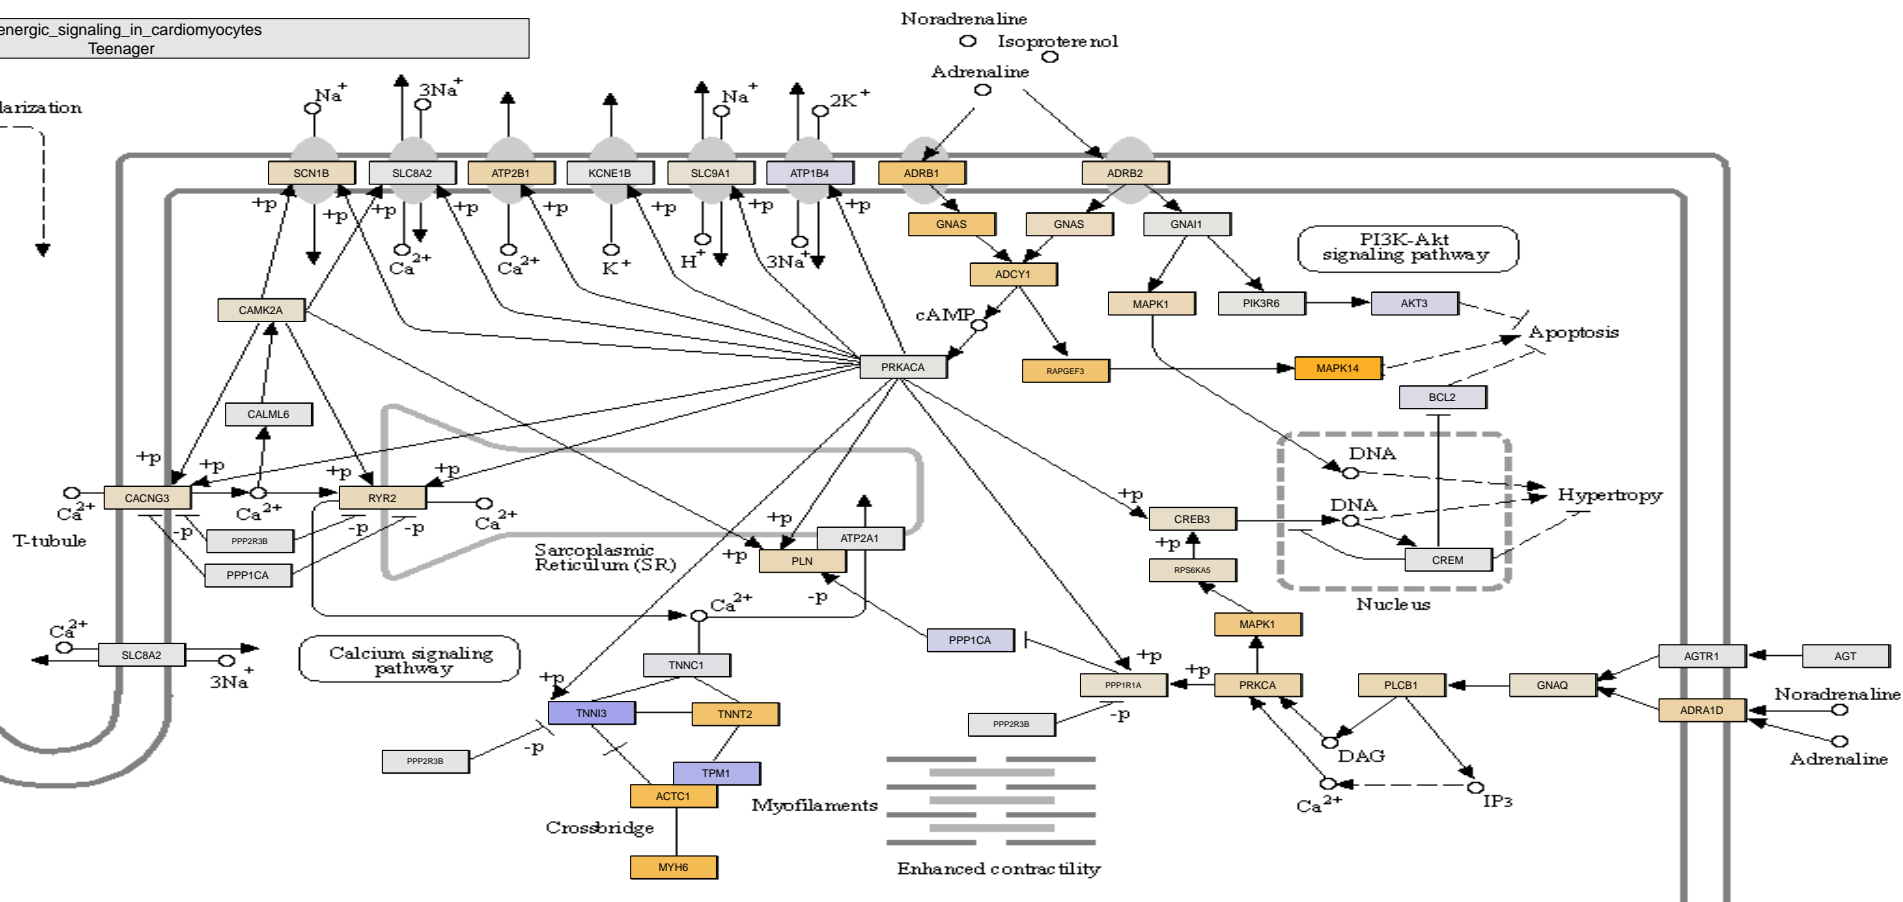 energic_signaling_in_cardiomyocytes
Teenager
Noradrenaline
Isoproterenol
Adrenaline
larization
Na+
3Na+
Na+
2K+
SCN1B
SLC8A2
ATP2B1
KCNE1B
SLC9A1
ATP1B4
ADRB1
ADRB2
+p
+p
+p
+p
+p
+p
+p
GNAS
GNAS
GNAI1
Ca2+
Ca2+
K+
H+
3Na+
PI3K-Akt
signaling pathway
ADCY1
CAMK2A
MAPK1
PIK3R6
AKT3
cAMP
Apoptosis
PRKACA
RAPGEF3
MAPK14
BCL2
CALML6
DNA
+p
+p
+p
+p
CACNG3
RYR2
Ca2+
Ca2+
Ca2+
+p
Hypertropy
DNA
T-tubule
-p
-p
-p
PPP2R3B
PPP1CA
+p
+p
ATP2A1
PLN
Sarcoplasmic
Reticulum (SR)
CREB3
+p
RPS6KA5
CREM
Nucleus
-p
Ca2+
MAPK1
Ca2+
SLC8A2
3Na+
Calcium signaling
pathway
PPP1CA
TNNC1
+p
+p
+p
PPP1R1A
PRKCA
PLCB1
GNAQ
AGTR1
AGT
Noradrenaline
ADRA1D
Adrenaline
TNNI3
TNNT2
PPP2R3B
-p
-p
PPP2R3B
DAG
TPM1
ACTC1
Myofilaments
Ca2+
IP3
Crossbridge
MYH6
Enhanced contractility